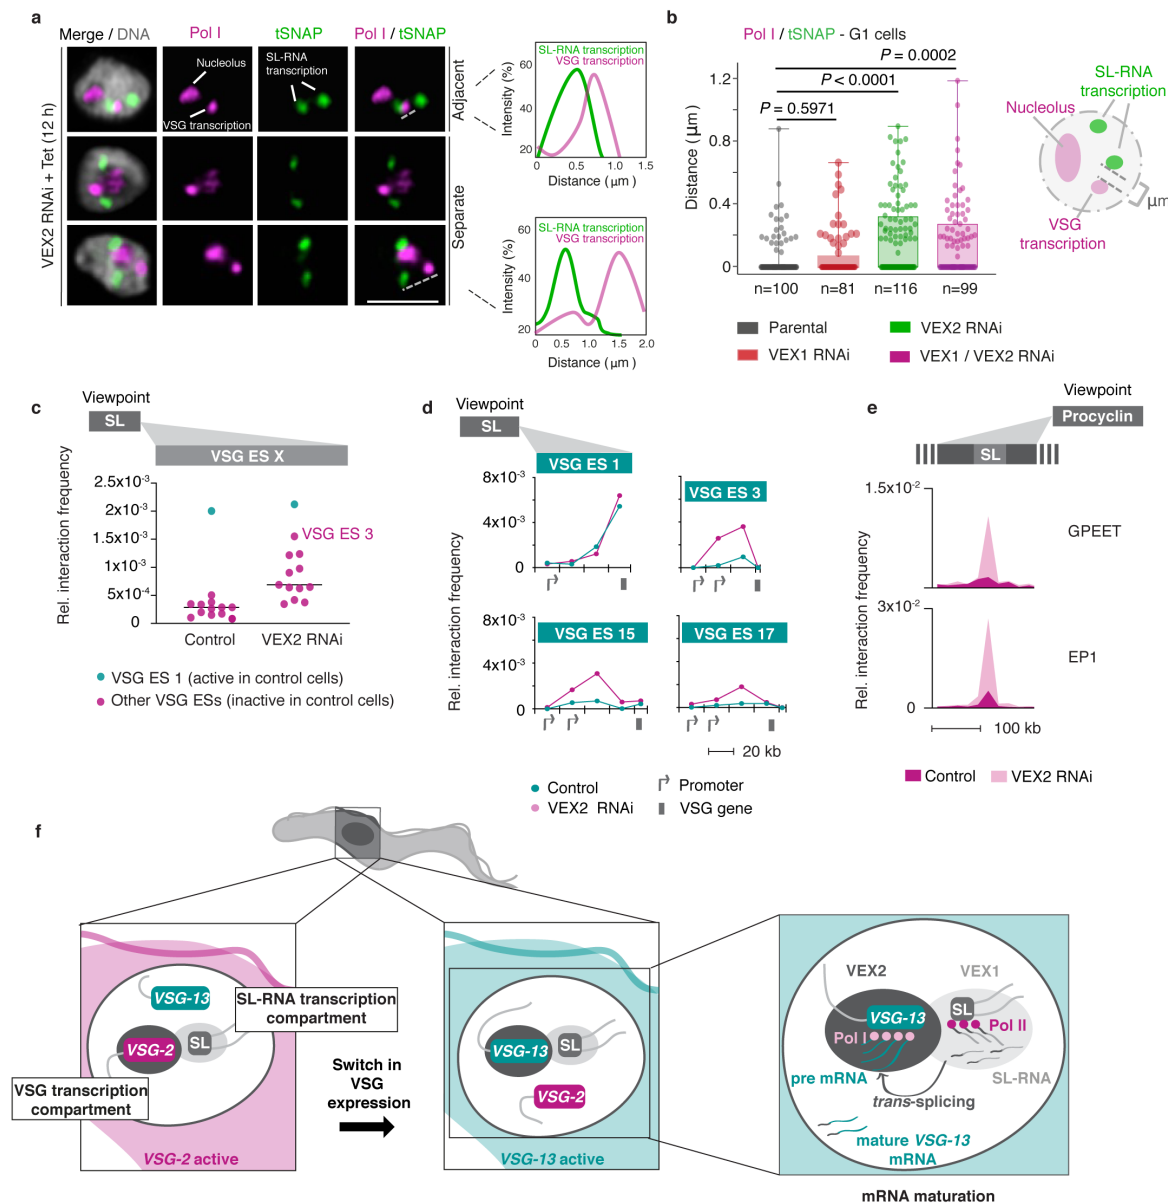 a
Merge / DNA
Pol I
tSNAP
Pol I / tSNAP
VEX2 RNAi + Tet (12 h)
Nucleolus
VSG transcription
SL-RNA
transcription
Adjacent
Separate
SL-RNA transcription
VSG transcription
Intensity (%)
60
40
20
0
0.5
1.0
1.5
Distance ( μm )
SL-RNA transcription
VSG transcription
Intensity (%)
60
40
20
0
0.5
1.0
1.5
2.0
Distance ( μm )
b
Pol I / tSNAP - G1 cells
P = 0.0002
P < 0.0001
P = 0.5971
Distance (μm)
1.2
0.8
0.4
0
n=100
n=81
n=116
n=99
Parental
VEX2 RNAi
VEX1 RNAi
VEX1 / VEX2 RNAi
SL-RNA
transcription
Nucleolus
VSG
transcription
μm
c
Viewpoint
SL
VSG ES X
Rel. interaction frequency
2.5x10-3
2x10-3
1.5x10-3
1x10-3
5x10-4
0
VSG ES 3
Control
VEX2 RNAi
VSG ES 1 (active in control cells)
Other VSG ESs (inactive in control cells)
d
Viewpoint
SL
VSG ES 1
VSG ES 3
Rel. interaction frequency
8x10-3
4x10-3
0
VSG ES 15
VSG ES 17
8x10-3
4x10-3
0
20 kb
Control
VEX2 RNAi
Promoter
VSG gene
e
Viewpoint
Procyclin
SL
Rel. interaction frequency
1.5x10-2
0
GPEET
3x10-2
0
EP1
100 kb
Control
VEX2 RNAi
f
VSG-13
SL-RNA transcription
compartment
VSG-2
SL
VSG transcription
compartment
VSG-2 active
Switch in
VSG
expression
VSG-13
SL
VSG-2
VSG-13 active
VEX2
VEX1
VSG-13
SL
Pol I
Pol II
pre mRNA
SL-RNA
trans-splicing
mature VSG-13
mRNA
mRNA maturation